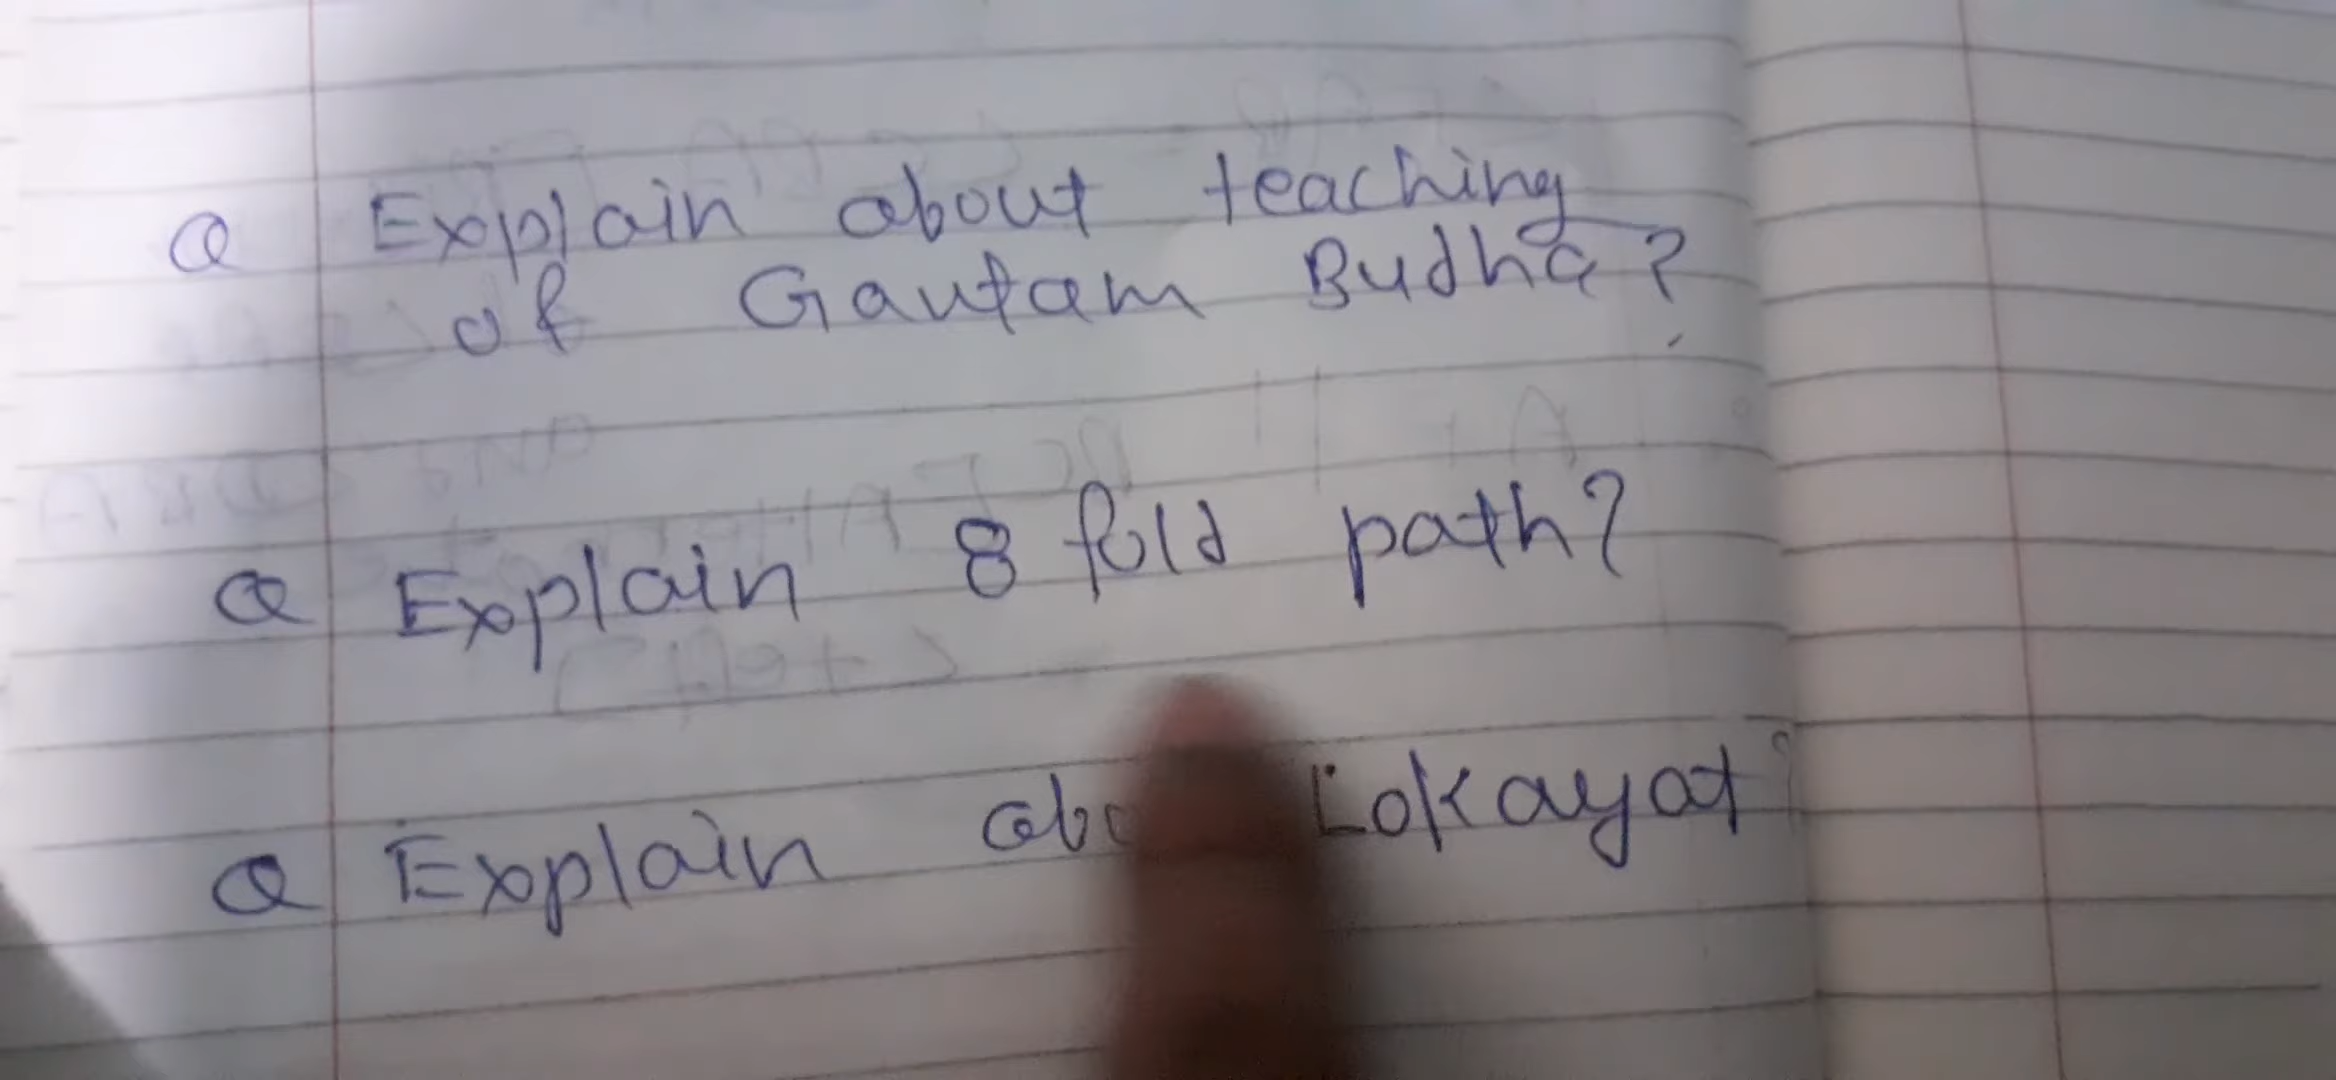 Q Explain about teaching
of Gautam Budha?
Q Explain 8 fold path?
Q Explain Lokayat?